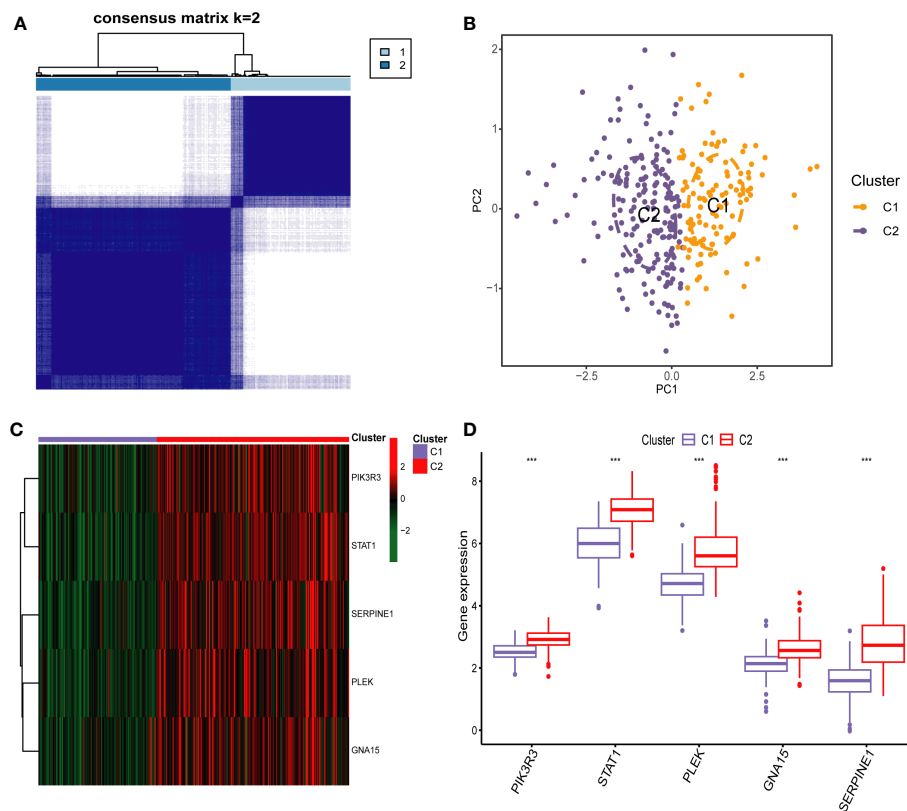 A
consensus matrix k=2
1
2
B
2
1
0
−1
PC2
C2
C1
−2.5
0.0
2.5
PC1
Cluster
C1
C2
C
Cluster
2
0
−2
Cluster
C1
C2
PIK3R3
STAT1
SERPINE1
PLEK
GNA15
D
Cluster C1 C2
*** *** *** *** ***
8
6
4
2
0
Gene expression
PIK3R3
STAT1
PLEK
GNA15
SERPINE1